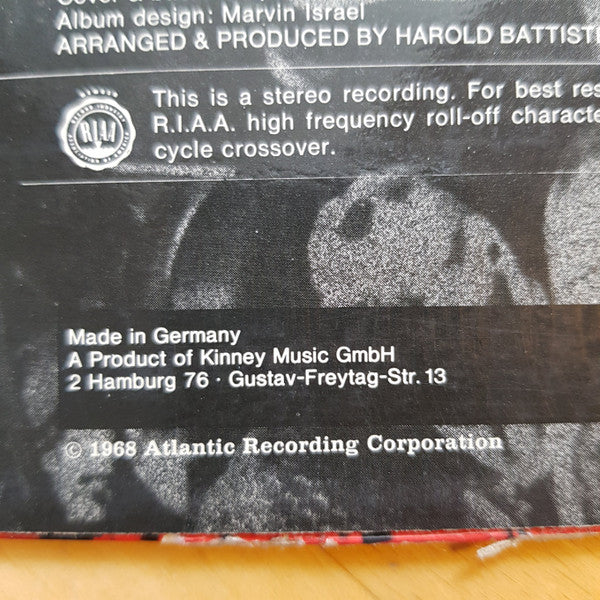 Album design: Marvin Israel
ARRANGED & PRODUCED BY HAROLD BATTIST
R.I.A.A.
This is a stereo recording. For best res
R.I.A.A. high frequency roll-off characte
cycle crossover.
Made in Germany
A Product of Kinney Music GmbH
2 Hamburg 76 · Gustav-Freytag-Str. 13
© 1968 Atlantic Recording Corporation